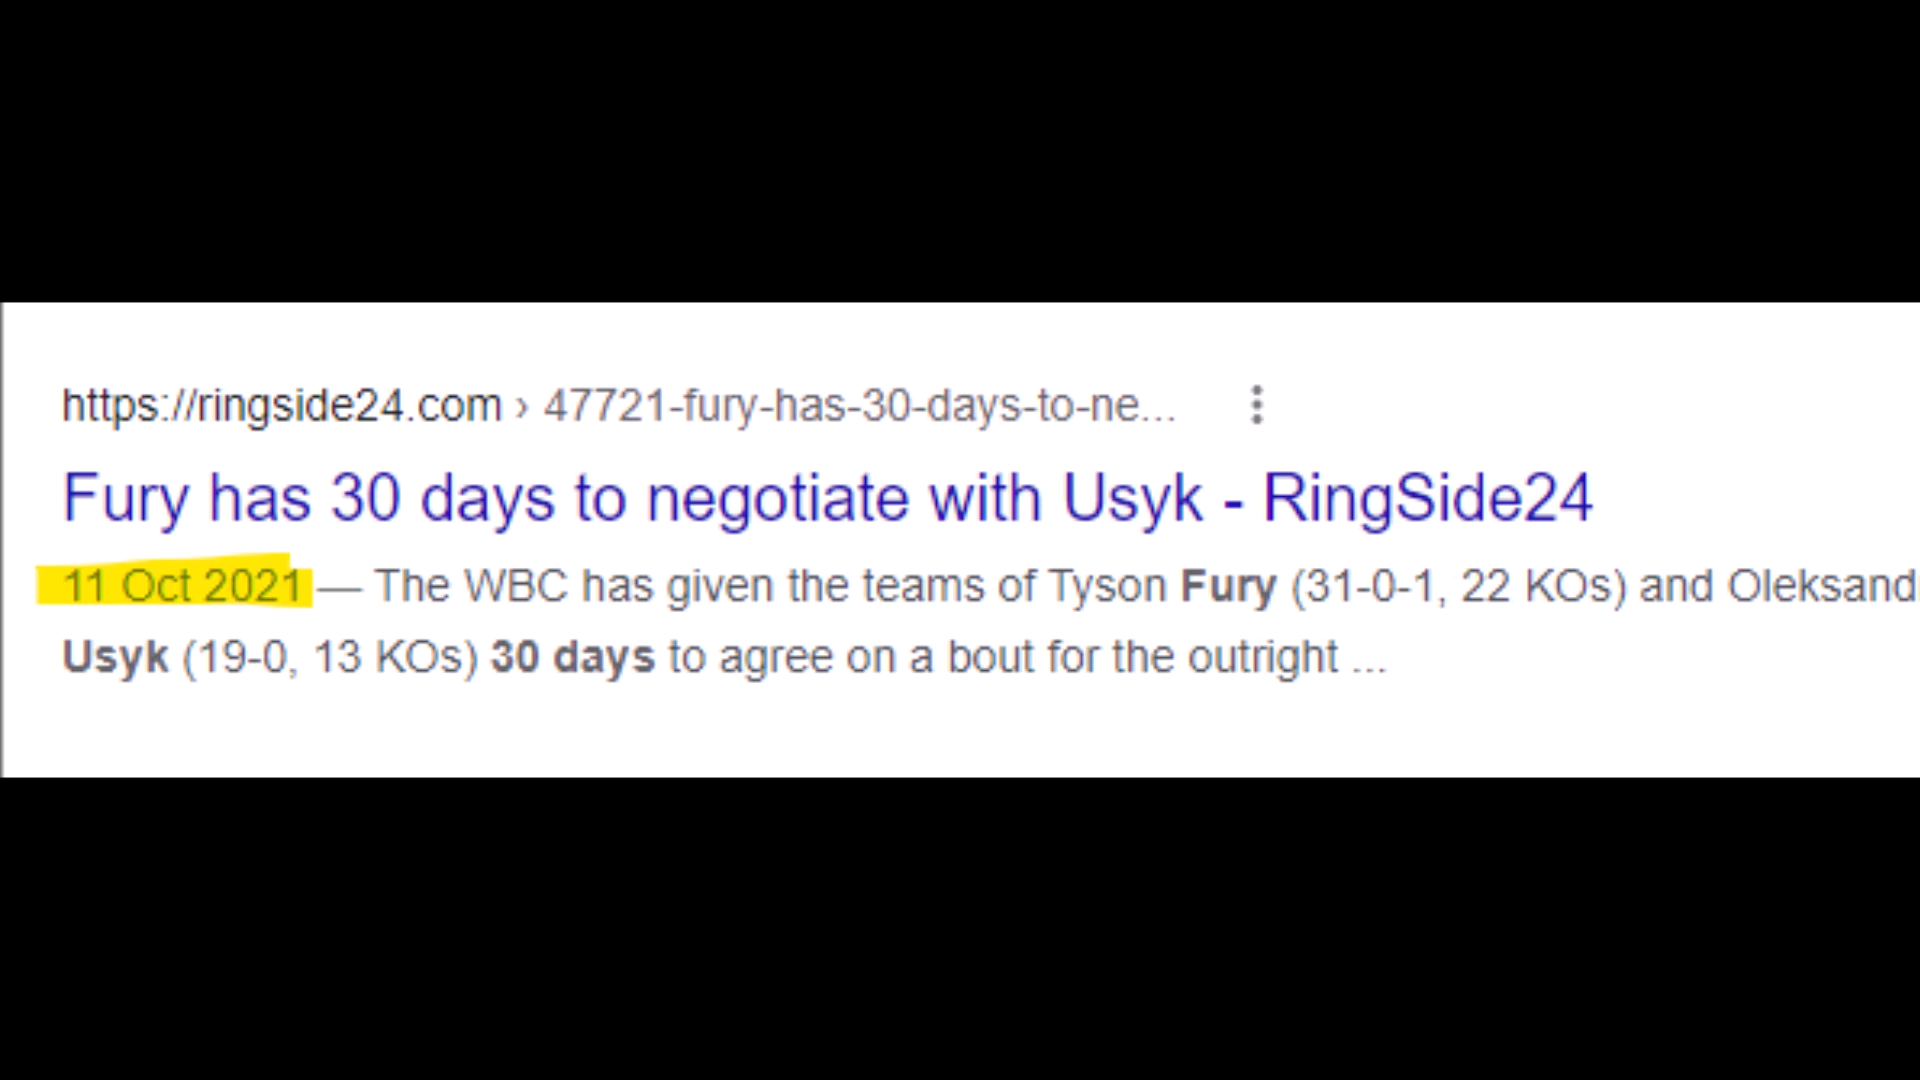 https://ringside24.com › 47721-fury-has-30-days-to-ne...
Fury has 30 days to negotiate with Usyk - RingSide24
11 Oct 2021 — The WBC has given the teams of Tyson Fury (31-0-1, 22 KOs) and Oleksand
Usyk (19-0, 13 KOs) 30 days to agree on a bout for the outright ...